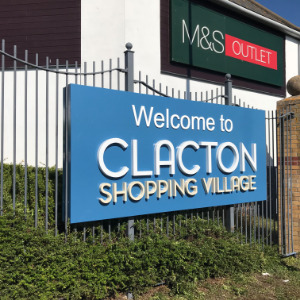 M&S OUTLET
Welcome to
CLACTON
SHOPPING VILLAGE